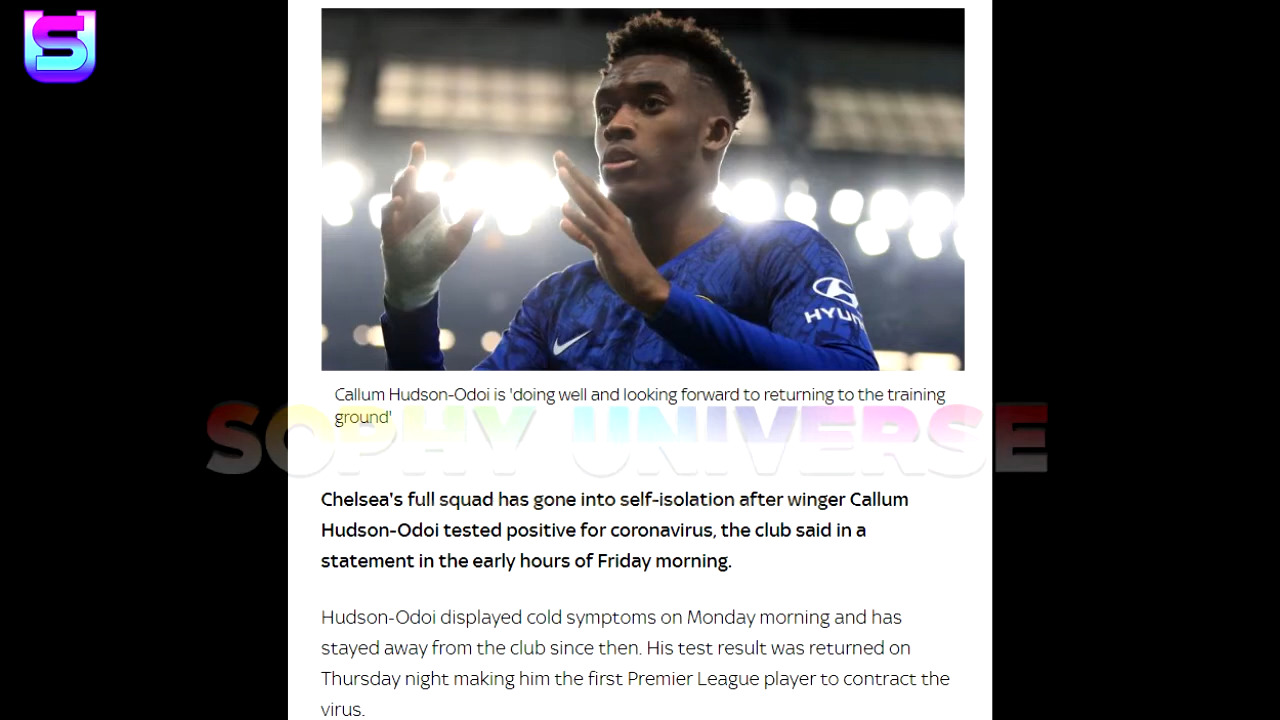 S
HYUN
Callum Hudson-Odoi is 'doing well and looking forward to returning to the training
ground'
SOPHY UNIVERSE
Chelsea's full squad has gone into self-isolation after winger Callum
Hudson-Odoi tested positive for coronavirus, the club said in a
statement in the early hours of Friday morning.
Hudson-Odoi displayed cold symptoms on Monday morning and has
stayed away from the club since then. His test result was returned on
Thursday night making him the first Premier League player to contract the
virus.